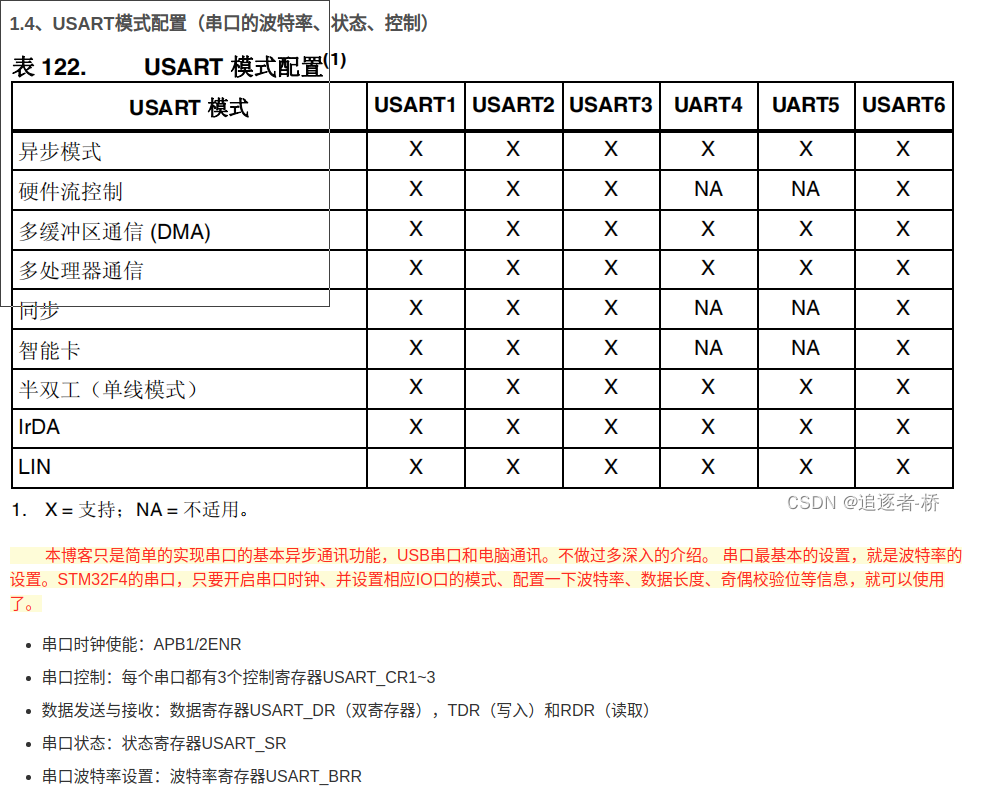 1.4、USART模式配置（串口的波特率、状态、控制）
表 122. USART 模式配置(1)
USART 模式 USART1 USART2 USART3 UART4 UART5 USART6
异步模式 X X X X X X
硬件流控制 X X X NA NA X
多缓冲区通信 (DMA) X X X X X X
多处理器通信 X X X X X X
同步 X X X NA NA X
智能卡 X X X NA NA X
半双工（单线模式） X X X X X X
IrDA X X X X X X
LIN X X X X X X
1. X = 支持；NA = 不适用。
CSDN @追逐者-桥
本博客只是简单的实现串口的基本异步通讯功能，USB串口和电脑通讯。不做过多深入的介绍。 串口最基本的设置，就是波特率的
设置。STM32F4的串口，只要开启串口时钟、并设置相应IO口的模式、配置一下波特率、数据长度、奇偶校验位等信息，就可以使用
了。
• 串口时钟使能：APB1/2ENR
• 串口控制：每个串口都有3个控制寄存器USART_CR1~3
• 数据发送与接收：数据寄存器USART_DR（双寄存器），TDR（写入）和RDR（读取）
• 串口状态：状态寄存器USART_SR
• 串口波特率设置：波特率寄存器USART_BRR